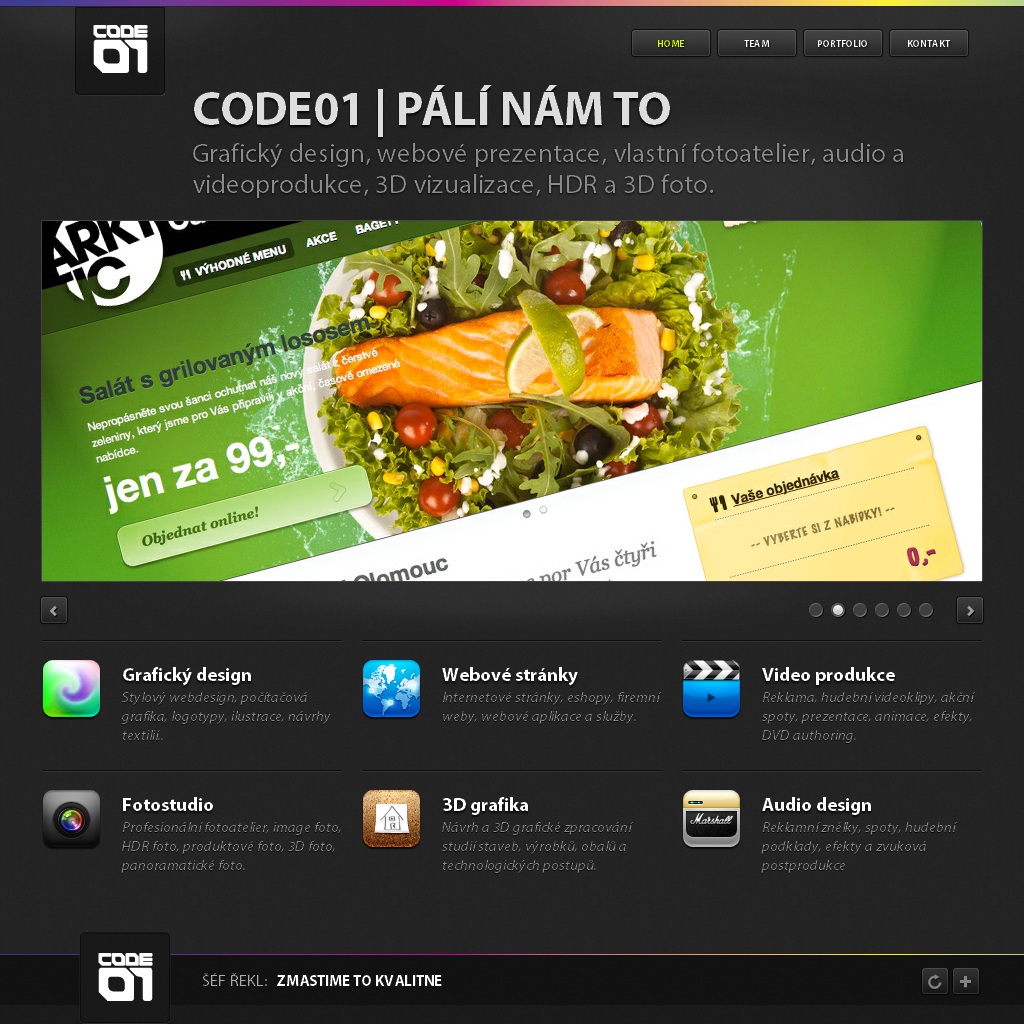 CODE
01
HOME
TEAM
PORTFOLIO
KONTAKT
CODE01 | PÁLÍ NÁM TO
Grafický design, webové prezentace, vlastní fotoatelier, audio a
videoprodukce, 3D vizualizace, HDR a 3D foto.
VÝHODNÉ MENU
AKCE
Salát s grilovaným lososem
Nepropásněte svou šanci ochutnat náš nový salát z čerstvé
zeleniny, který jsme pro Vás připravili v akční, časově omezené
nabídce.
jen za 99,-
Objednat online!
Vaše objednávka
-- VYBERTE SI Z NABÍDKY! --
0,-
Olomouc
por Vás čtyři
Grafický design
Stylový webdesign, počítačová
grafika, logotypy, ilustrace, návrhy
textilií..
Webové stránky
Internetové stránky, eshopy, firemní
weby, webové aplikace a služby.
Video produkce
Reklama, hudební videoklipy, akční
spoty, prezentace, animace, efekty,
DVD authoring.
Fotostudio
Profesionální fotoatelier, image foto,
HDR foto, produktové foto, 3D foto,
panoramatické foto.
3D grafika
Návrh a 3D grafické zpracování
studií staveb, výrobků, obalů a
technologických postupů.
Marshall
Audio design
Reklamní znělky, spoty, hudební
podklady, efekty a zvuková
postprodukce
CODE
01
ŠÉF ŘEKL: ZMASTIME TO KVALITNE